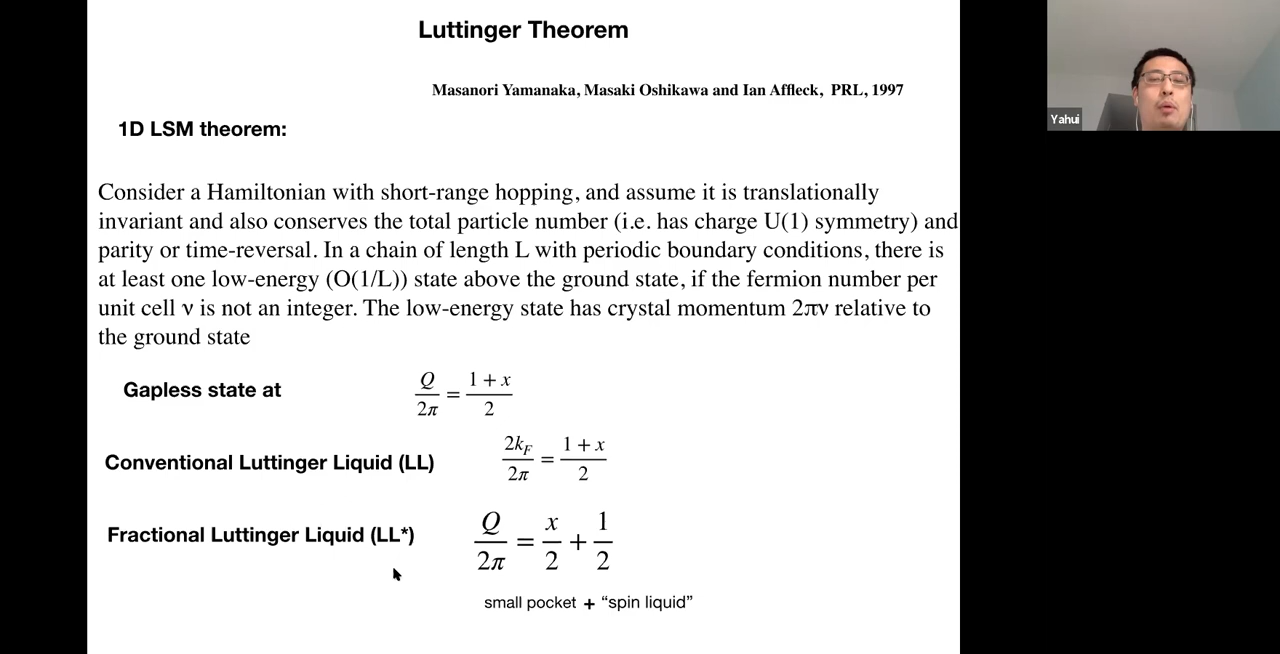 Luttinger Theorem
Masanori Yamanaka, Masaki Oshikawa and Ian Affleck, PRL, 1997
1D LSM theorem:
Consider a Hamiltonian with short-range hopping, and assume it is translationally
invariant and also conserves the total particle number (i.e. has charge U(1) symmetry) and
parity or time-reversal. In a chain of length L with periodic boundary conditions, there is
at least one low-energy (O(1/L)) state above the ground state, if the fermion number per
unit cell ν is not an integer. The low-energy state has crystal momentum 2πν relative to
the ground state
Gapless state at Q/2π = (1 + x)/2
Conventional Luttinger Liquid (LL) 2k_F/2π = (1 + x)/2
Fractional Luttinger Liquid (LL*) Q/2π = x/2 + 1/2
small pocket + “spin liquid”
Yahui